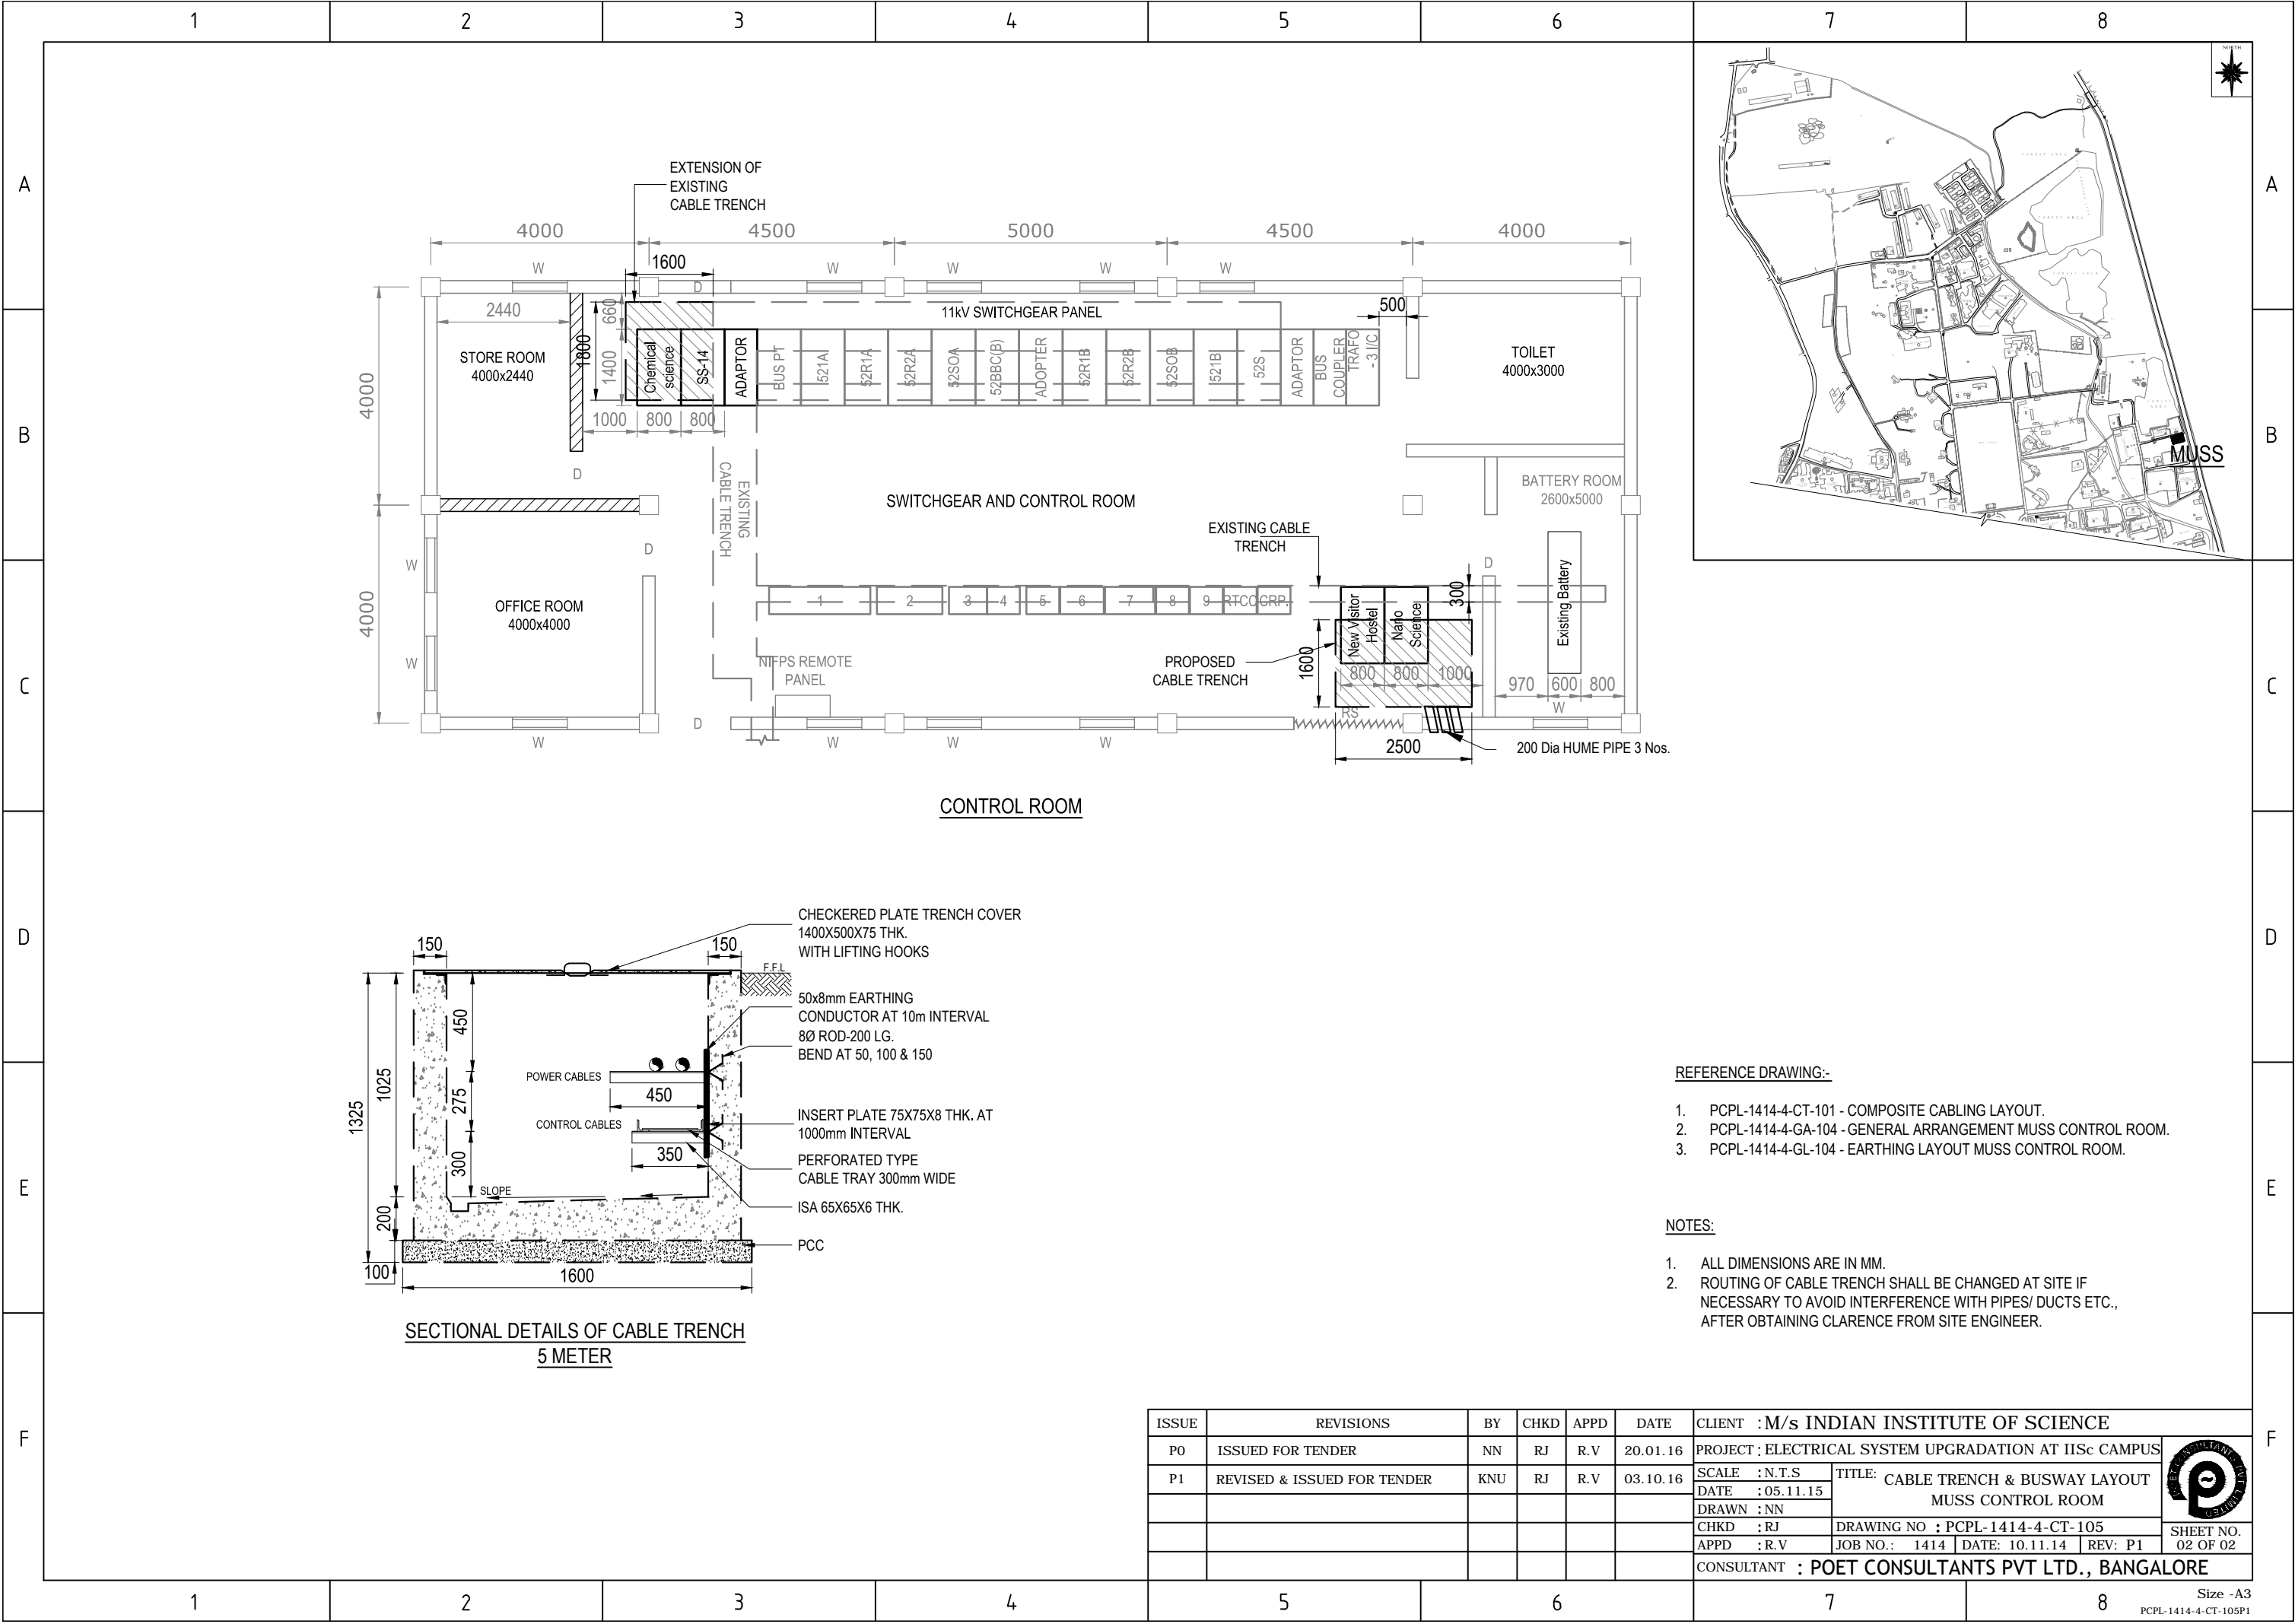 1 2 3 4 5 6 7 8
A
B
C
D
E
F
A
B
C
D
E
F
NORTH
MUSS
EXTENSION OF
EXISTING
CABLE TRENCH
4000 4500 5000 4500 4000
1600
W D W W W W
2440
660
11kV SWITCHGEAR PANEL
500
STORE ROOM
4000x2440
1800
1400
Chemical
science
SS-14
ADAPTOR
BUS PT
521A
52R1A
52R2A
52SOA
52BBC(B)
ADOPTER
52R1B
52R2B
52SOB
521B
52S
ADAPTOR
BUS
COUPLER
TRAFO
- 3 I/C
TOILET
4000x3000
4000
1000 800 800
D
EXISTING
CABLE TRENCH
SWITCHGEAR AND CONTROL ROOM
BATTERY ROOM
2600x5000
EXISTING CABLE
TRENCH
D
D
W
4000
OFFICE ROOM
4000x4000
W
1 2 3 4 5 6 7 8 9 RTCC CRP.
New Visitor
Hostel
Nano
Science
300
Existing Battery
NIFPS REMOTE
PANEL
PROPOSED
CABLE TRENCH
1600
800 800 1000
970 600 800
RS
W
D
W W W W
2500
200 Dia HUME PIPE 3 Nos.
CONTROL ROOM
CHECKERED PLATE TRENCH COVER
1400X500X75 THK.
WITH LIFTING HOOKS
150 150
F.F.L
50x8mm EARTHING
CONDUCTOR AT 10m INTERVAL
8Ø ROD-200 LG.
BEND AT 50, 100 & 150
450
POWER CABLES
450
1025
275
1325
CONTROL CABLES
INSERT PLATE 75X75X8 THK. AT
1000mm INTERVAL
350
300
PERFORATED TYPE
CABLE TRAY 300mm WIDE
SLOPE
ISA 65X65X6 THK.
200
PCC
100
1600
SECTIONAL DETAILS OF CABLE TRENCH
5 METER
REFERENCE DRAWING:-
1. PCPL-1414-4-CT-101 - COMPOSITE CABLING LAYOUT.
2. PCPL-1414-4-GA-104 - GENERAL ARRANGEMENT MUSS CONTROL ROOM.
3. PCPL-1414-4-GL-104 - EARTHING LAYOUT MUSS CONTROL ROOM.
NOTES:
1. ALL DIMENSIONS ARE IN MM.
2. ROUTING OF CABLE TRENCH SHALL BE CHANGED AT SITE IF
NECESSARY TO AVOID INTERFERENCE WITH PIPES/ DUCTS ETC.,
AFTER OBTAINING CLARENCE FROM SITE ENGINEER.
ISSUE REVISIONS BY CHKD APPD DATE
P0 ISSUED FOR TENDER NN RJ R.V 20.01.16
P1 REVISED & ISSUED FOR TENDER KNU RJ R.V 03.10.16
CLIENT : M/s INDIAN INSTITUTE OF SCIENCE
PROJECT : ELECTRICAL SYSTEM UPGRADATION AT IISc CAMPUS
SCALE : N.T.S
DATE : 05.11.15
DRAWN : NN
CHKD : RJ
APPD : R.V
TITLE: CABLE TRENCH & BUSWAY LAYOUT
MUSS CONTROL ROOM
DRAWING NO : PCPL-1414-4-CT-105
JOB NO.: 1414 DATE: 10.11.14 REV: P1
SHEET NO.
02 OF 02
CONSULTANT : POET CONSULTANTS PVT LTD., BANGALORE
1 2 3 4 5 6 7 8
Size -A3
PCPL-1414-4-CT-105P1